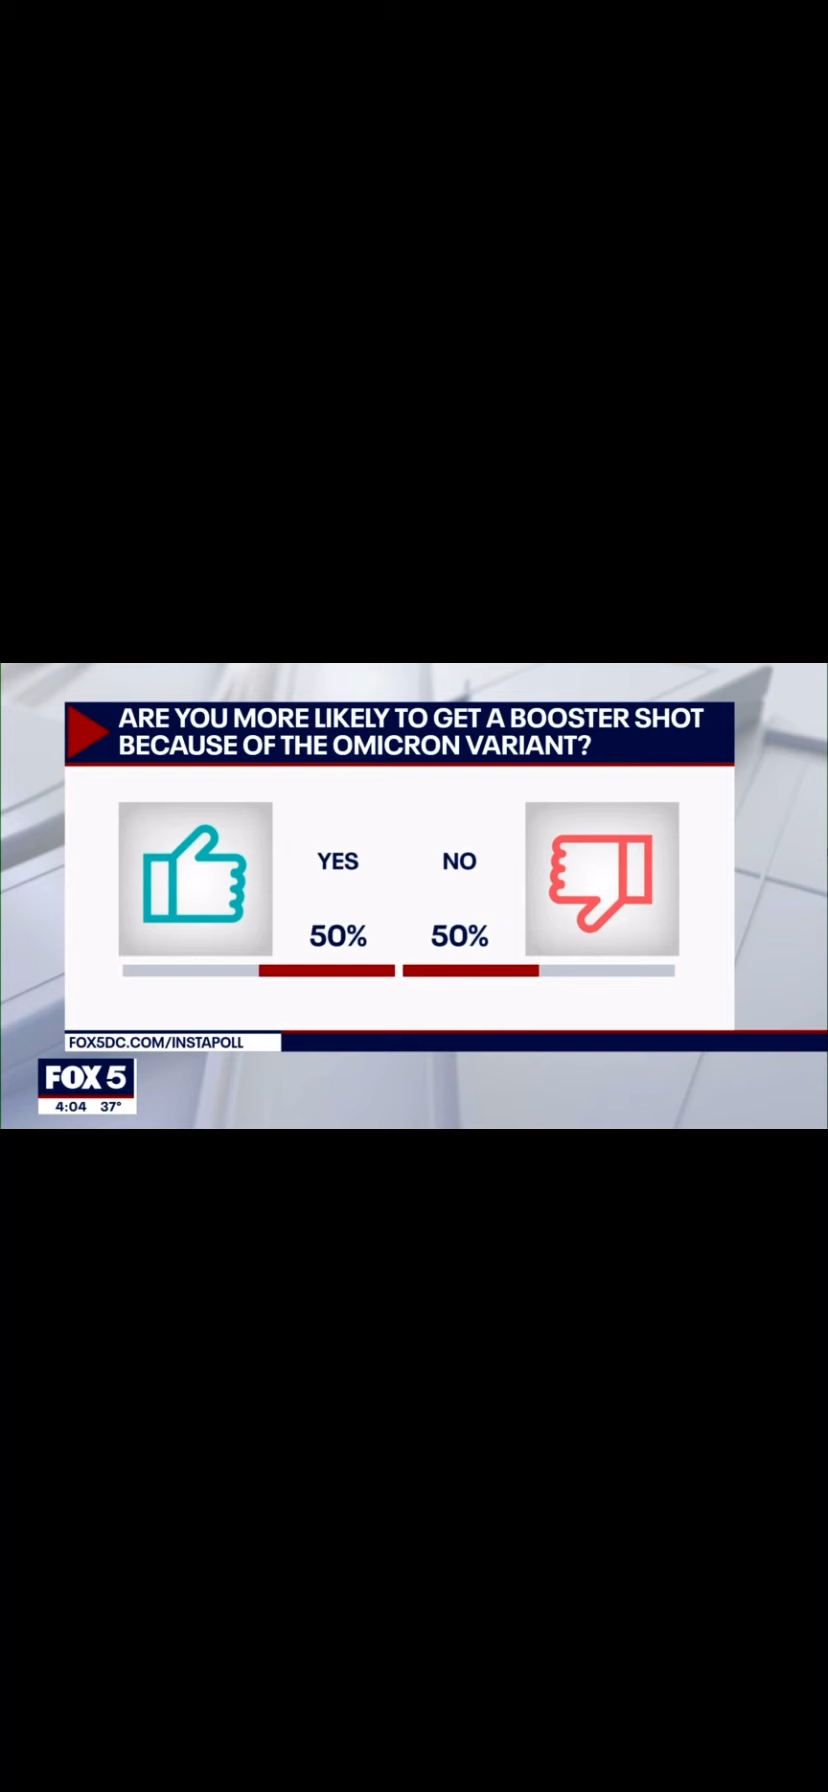 ARE YOU MORE LIKELY TO GET A BOOSTER SHOT
BECAUSE OF THE OMICRON VARIANT?
YES
NO
50%
50%
FOX5DC.COM/INSTAPOLL
FOX 5
4:04 37°